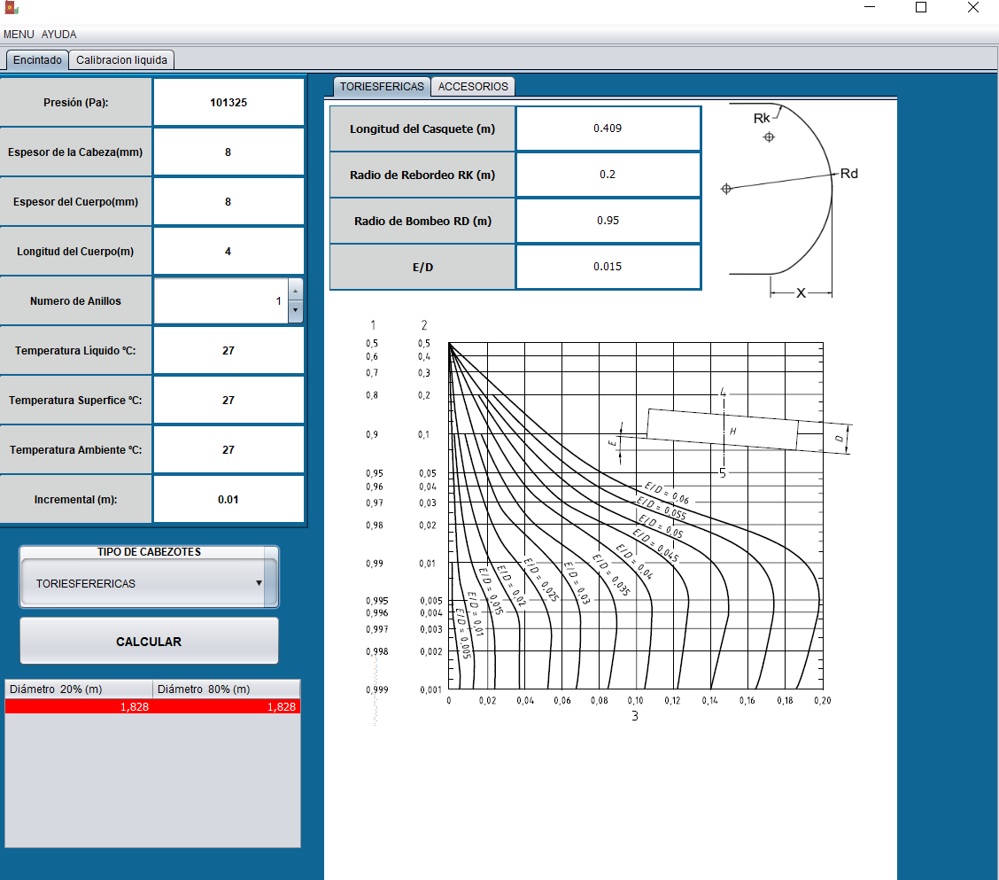 MENU AYUDA
Encintado Calibracion liquida
Presión (Pa): 101325
Espesor de la Cabeza(mm) 8
Espesor del Cuerpo(mm) 8
Longitud del Cuerpo(m) 4
Numero de Anillos 1
Temperatura Líquido ºC: 27
Temperatura Superfice ºC: 27
Temperatura Ambiente ºC: 27
Incremental (m): 0.01
TIPO DE CABEZOTES
TORIESFERERICAS
CALCULAR
Diámetro 20% (m) Diámetro 80% (m)
1,828 1,828
TORIESFERICAS ACCESORIOS
Longitud del Casquete (m) 0.409
Radio de Rebordeo RK (m) 0.2
Radio de Bombeo RD (m) 0.95
E/D 0.015
Rk
Rd
X
1 2
0,5 0,5
0,6 0,4
0,7 0,3
0,8 0,2
0,9 0,1
0,95 0,05
0,96 0,04
0,97 0,03
0,98 0,02
0,99 0,01
0,995 0,005
0,996 0,004
0,997 0,003
0,998 0,002
0,999 0,001
4
H
E
D
5
E/D = 0,06
E/D = 0,055
E/D = 0,05
E/D = 0,045
E/D = 0,04
E/D = 0,035
E/D = 0,03
E/D = 0,025
E/D = 0,02
E/D = 0,015
E/D = 0,01
E/D = 0,005
0 0,02 0,04 0,06 0,08 0,10 0,12 0,14 0,16 0,18 0,20
3